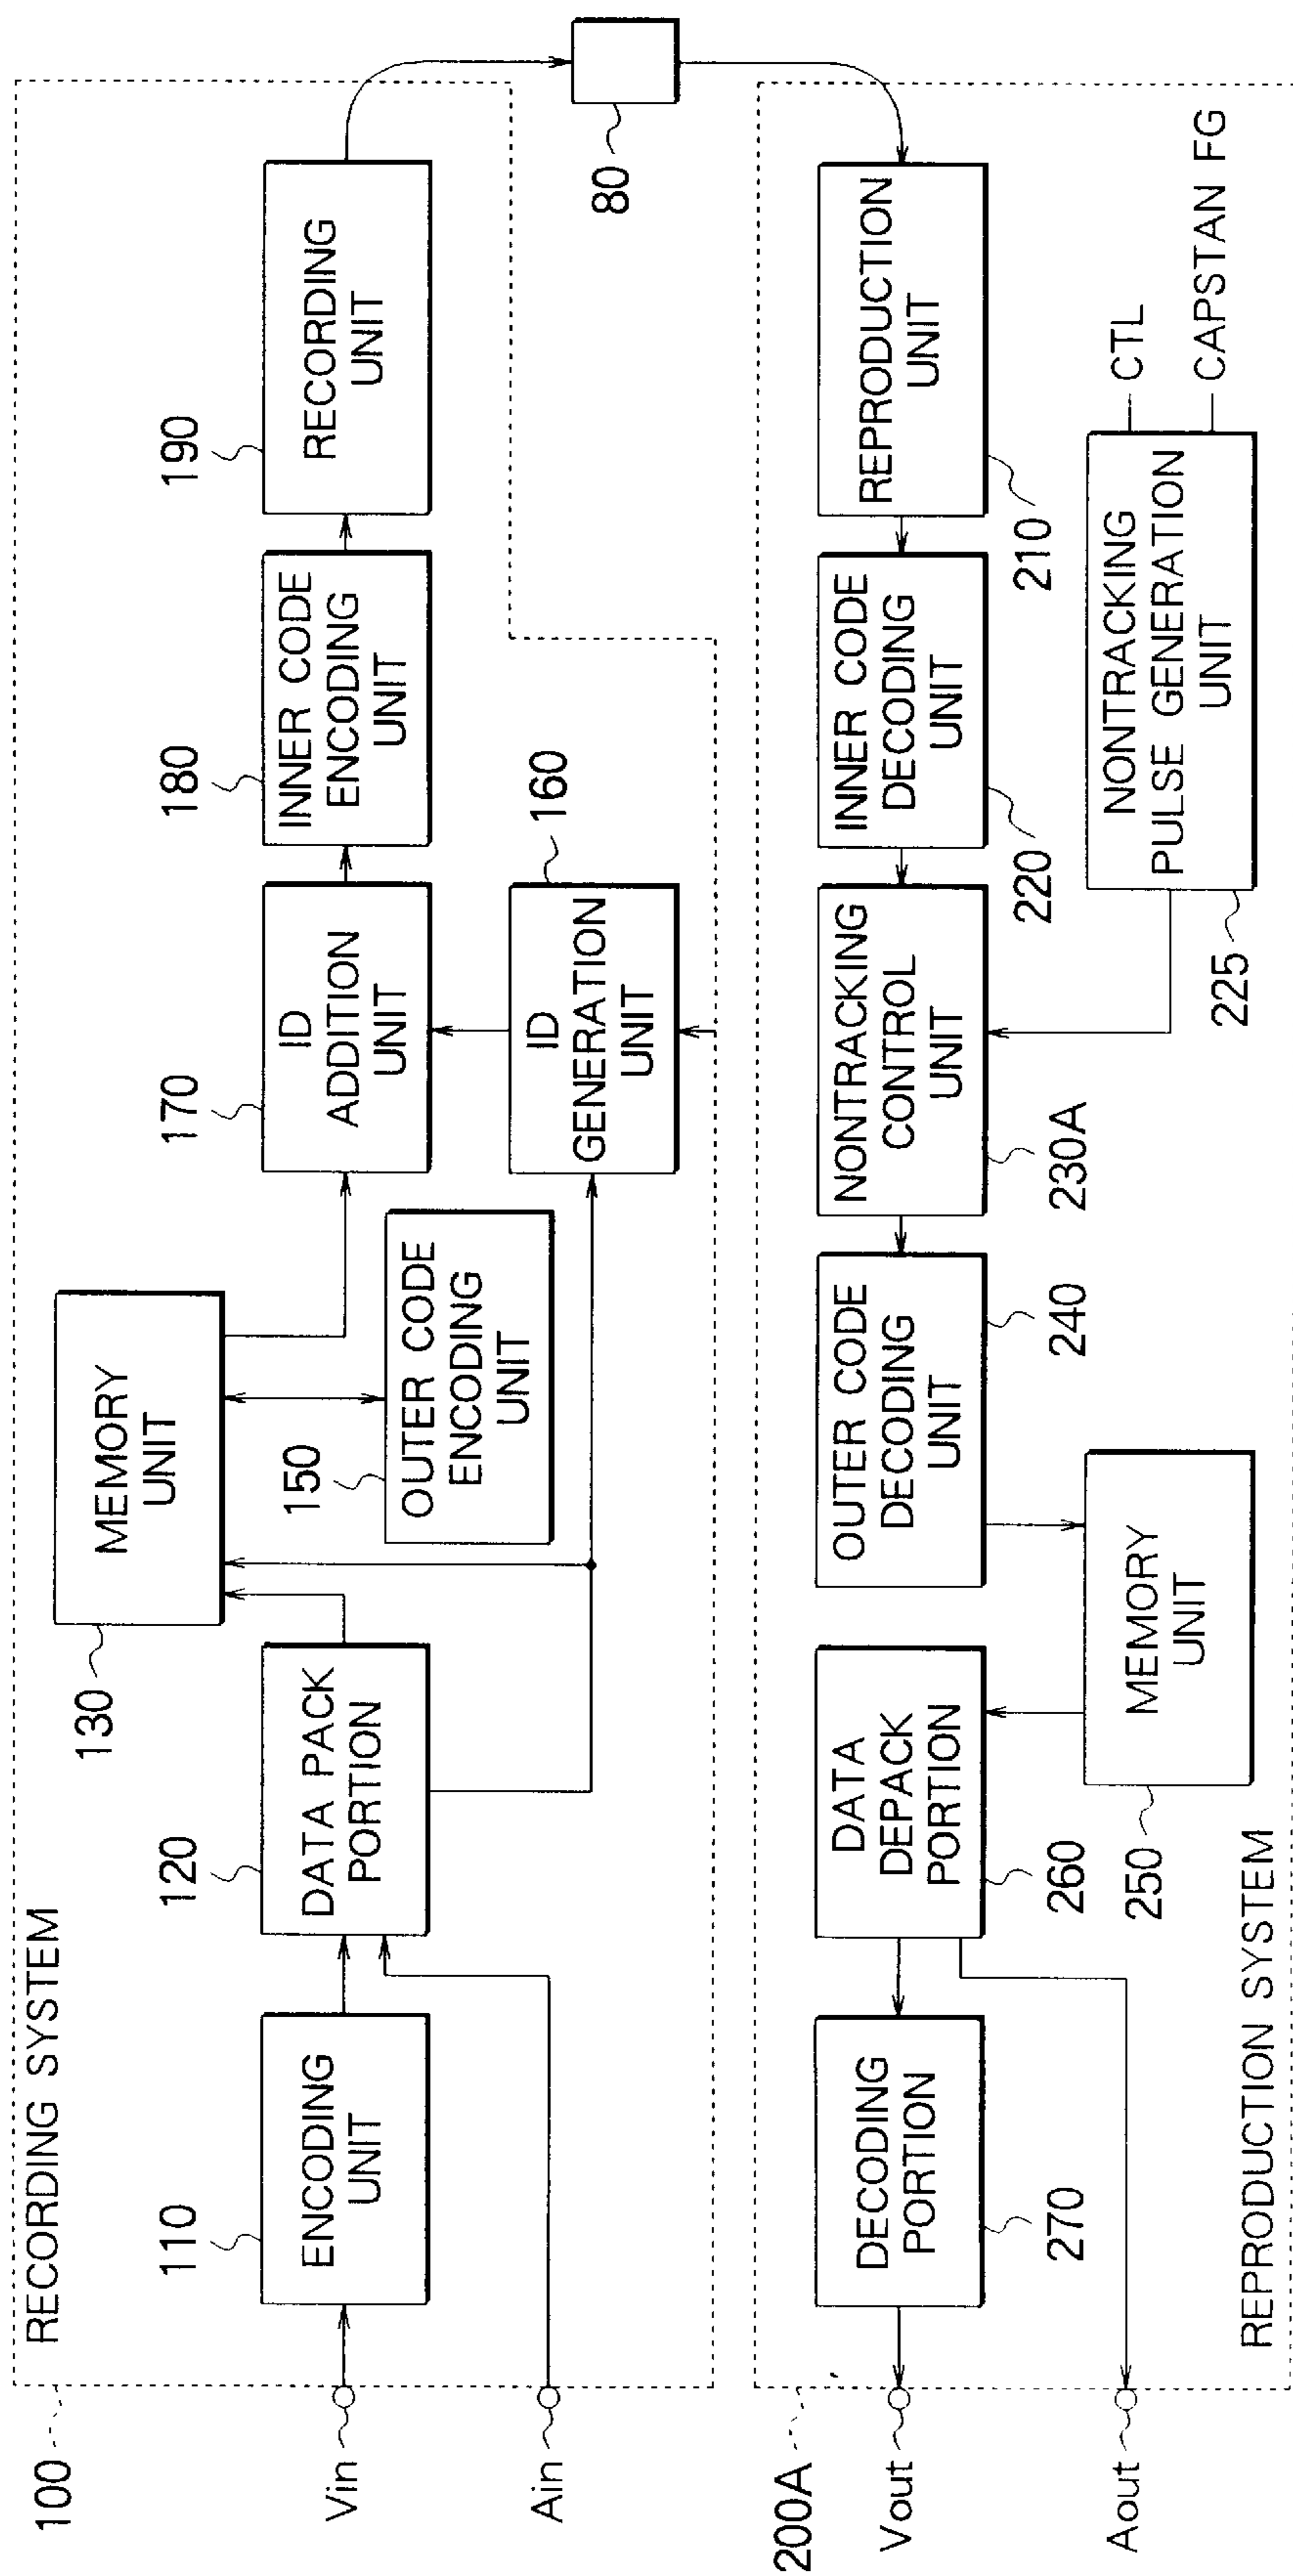 RECORDING SYSTEM
100
Vin
Ain
110
ENCODING
UNIT
120
DATA PACK
PORTION
130
MEMORY
UNIT
150
OUTER CODE
ENCODING
UNIT
160
ID
GENERATION
UNIT
170
ID
ADDITION
UNIT
180
INNER CODE
ENCODING
UNIT
190
RECORDING
UNIT
80
200A
Vout
Aout
DECODING
PORTION
270
DATA
DEPACK
PORTION
260
MEMORY
UNIT
250
OUTER CODE
DECODING
UNIT
240
NONTRACKING
CONTROL
UNIT
230A
INNER CODE
DECODING
UNIT
220
REPRODUCTION
UNIT
210
NONTRACKING
PULSE GENERATION
UNIT
225
CTL
CAPSTAN FG
REPRODUCTION SYSTEM